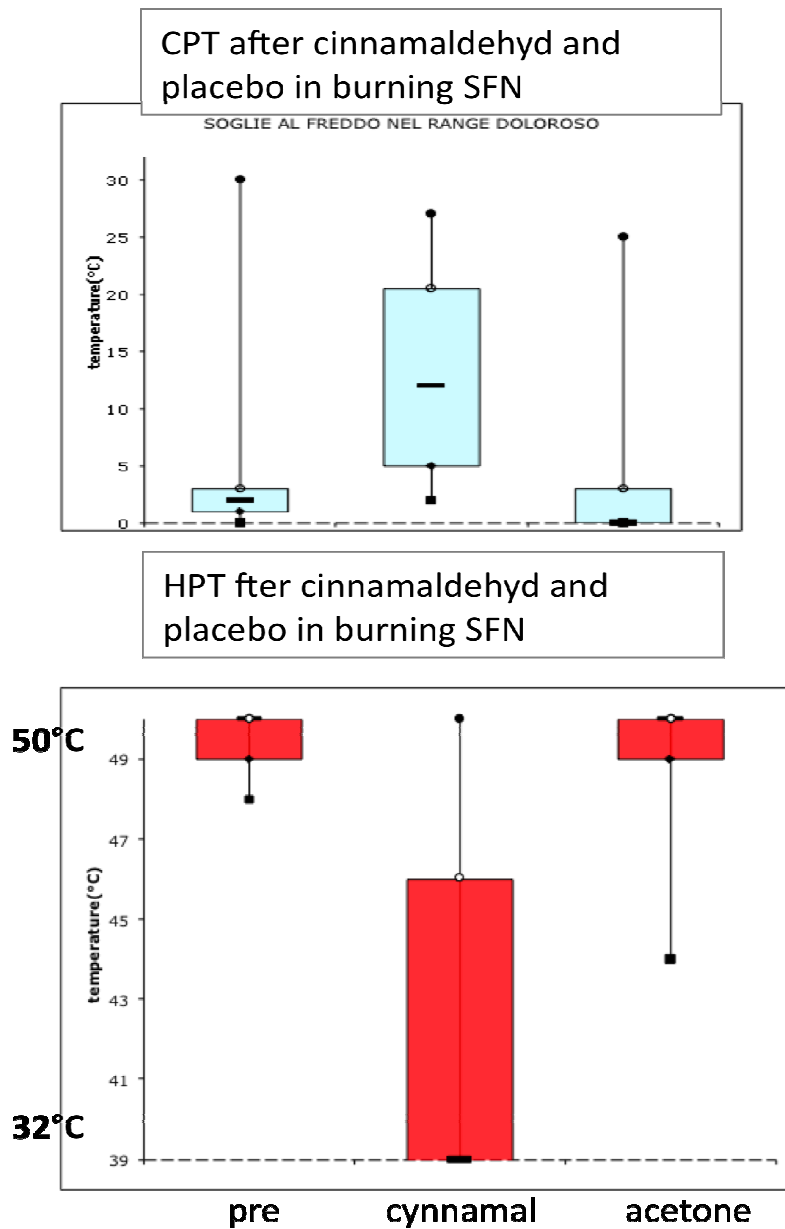 CPT after cinnamaldehyd and
placebo in burning SFN
SOGLIE AL FREDDO NEL RANGE DOLOROSO
temperature(°C)
30
25
20
15
10
5
0
HPT fter cinnamaldehyd and
placebo in burning SFN
50°C
temperature(°C)
49
47
45
43
41
32°C
39
pre cynnamal acetone